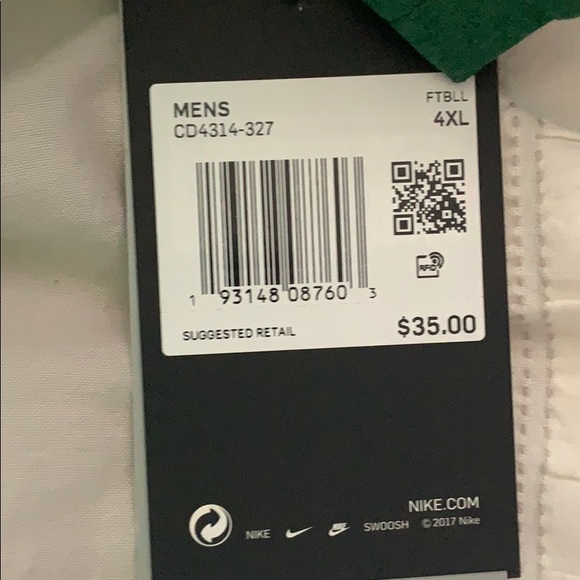 MENS FTBLL
CD4314-327 4XL
1 93148 08760 3
RFID
SUGGESTED RETAIL $35.00
NIKE.COM
NIKE SWOOSH © 2017 Nike